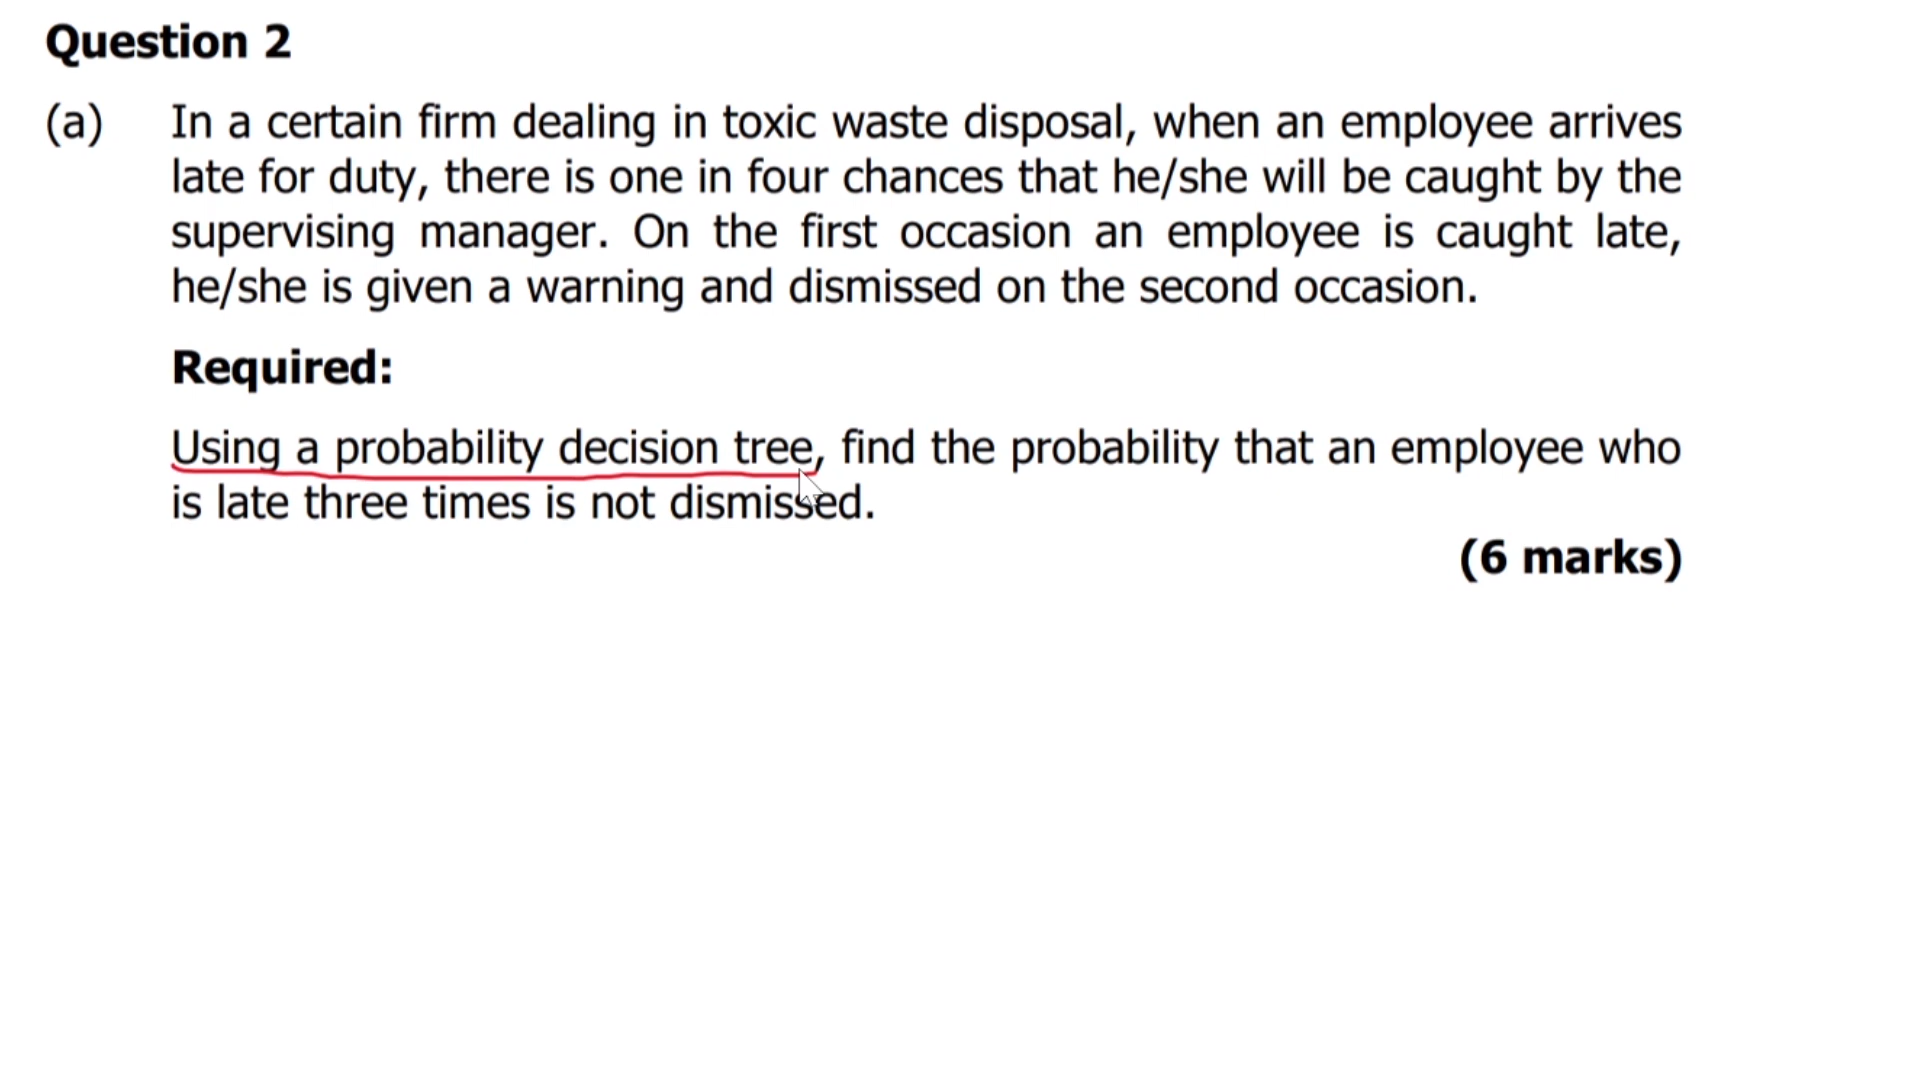 Question 2
(a) In a certain firm dealing in toxic waste disposal, when an employee arrives
late for duty, there is one in four chances that he/she will be caught by the
supervising manager. On the first occasion an employee is caught late,
he/she is given a warning and dismissed on the second occasion.
Required:
Using a probability decision tree, find the probability that an employee who
is late three times is not dismissed.
(6 marks)